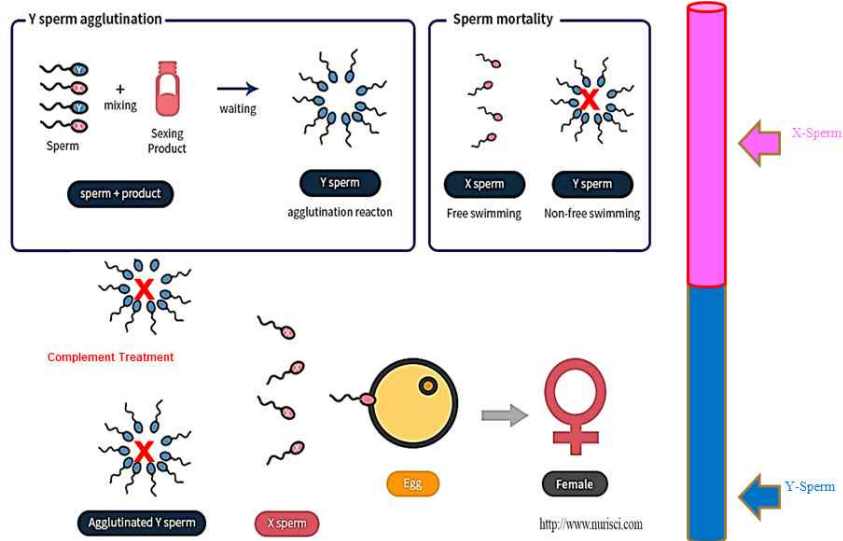 Y sperm agglutination
Y
Y
+
mixing
waiting
Sperm
Sexing
Product
sperm + product
Y sperm
agglutination reacton
Sperm mortality
X
X sperm
Y sperm
Free swimming
Non-free swimming
X-Sperm
X
Complement Treatment
X
Agglutinated Y sperm
X sperm
Egg
Female
http://www.nurisci.com
Y-Sperm